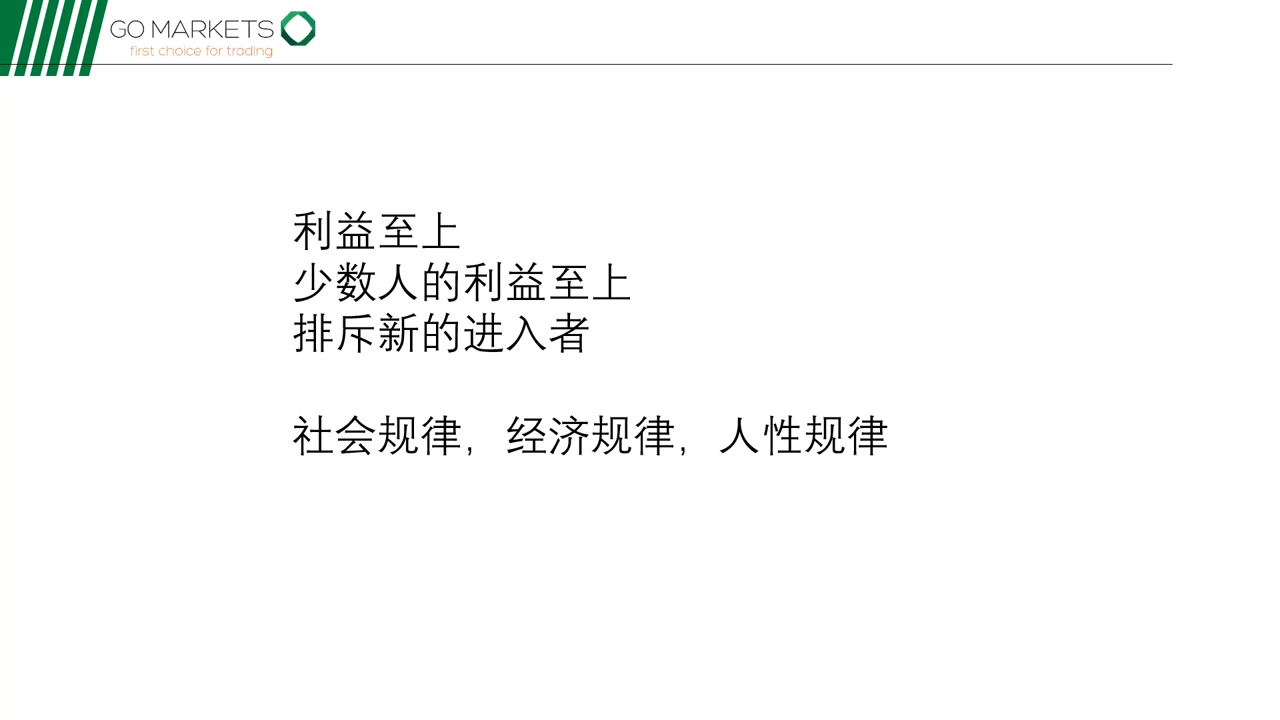 GO MARKETS
first choice for trading
利益至上
少数人的利益至上
排斥新的进入者
社会规律，经济规律，人性规律